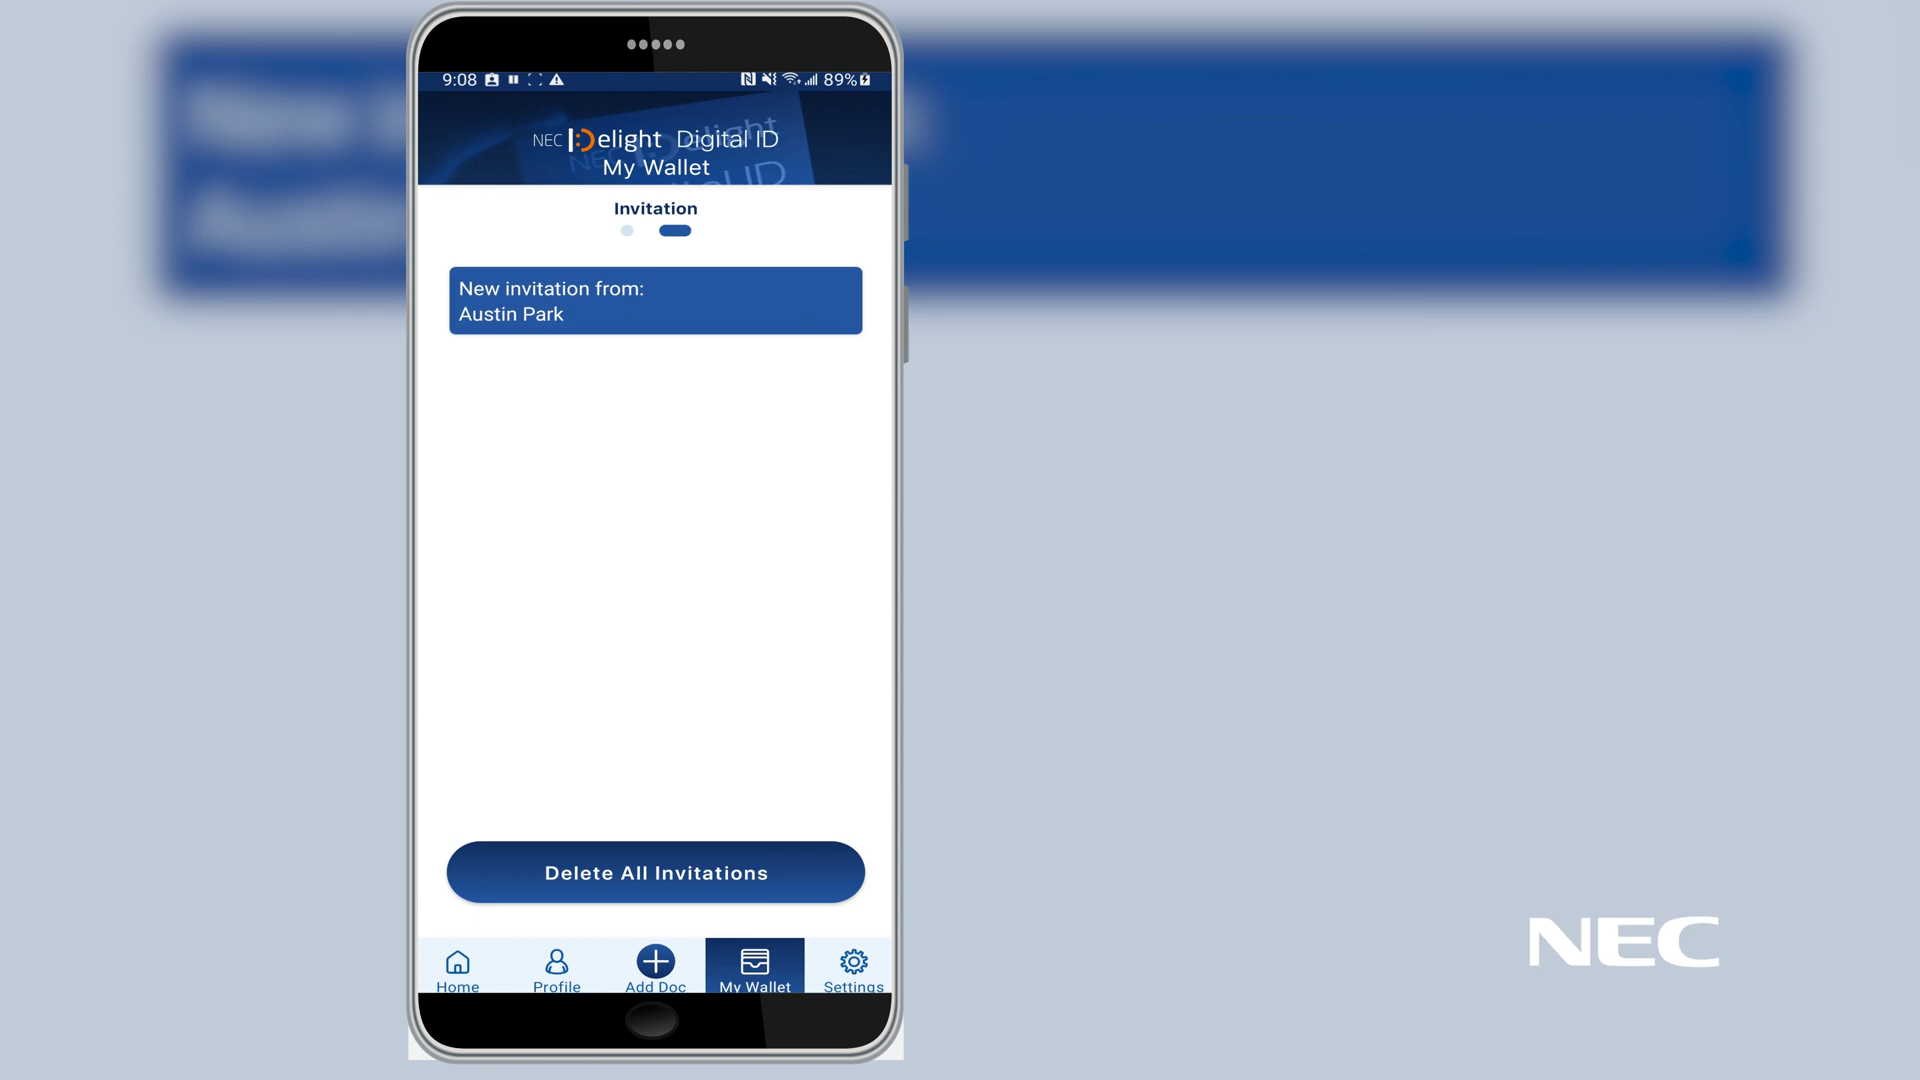 9:08 89%
NEC I:Delight Digital ID
My Wallet
Invitation
New invitation from:
Austin Park
Delete All Invitations
Home Profile Add Doc My Wallet Settings
NEC